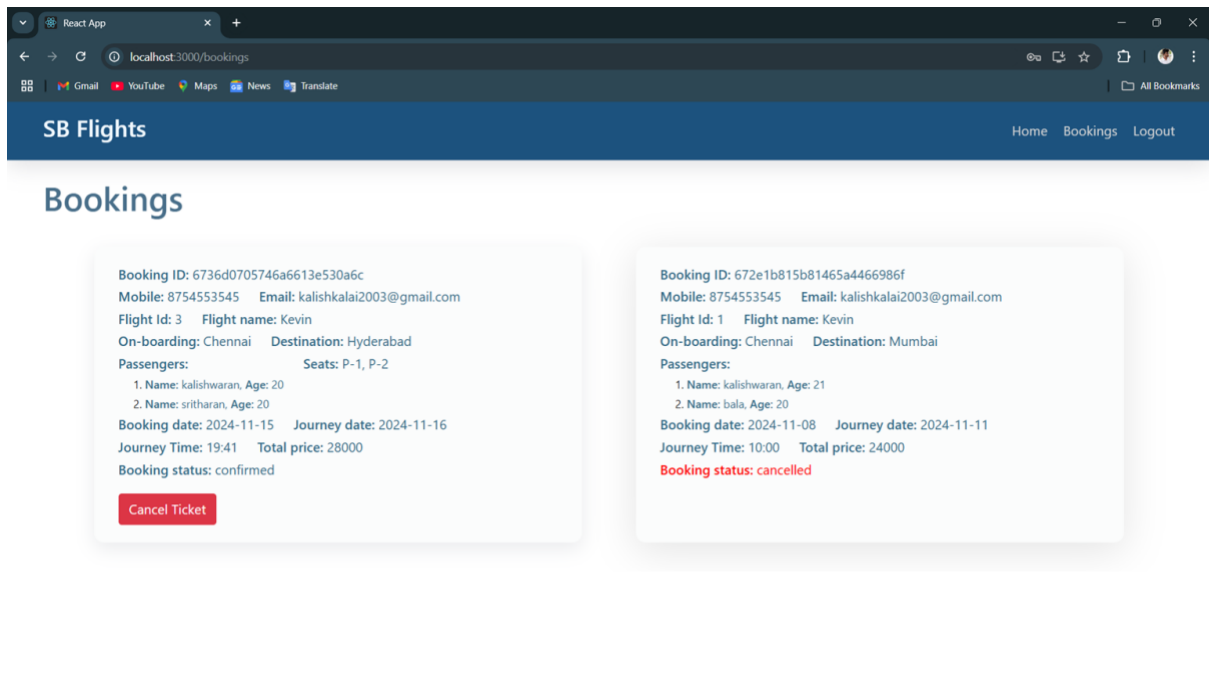 React App
localhost:3000/bookings
Gmail YouTube Maps News Translate All Bookmarks
SB Flights Home Bookings Logout
Bookings
Booking ID: 6736d0705746a6613e530a6c
Mobile: 8754553545 Email: kalishkalai2003@gmail.com
Flight Id: 3 Flight name: Kevin
On-boarding: Chennai Destination: Hyderabad
Passengers: Seats: P-1, P-2
1. Name: kalishwaran, Age: 20
2. Name: sritharan, Age: 20
Booking date: 2024-11-15 Journey date: 2024-11-16
Journey Time: 19:41 Total price: 28000
Booking status: confirmed
Cancel Ticket
Booking ID: 672e1b815b81465a4466986f
Mobile: 8754553545 Email: kalishkalai2003@gmail.com
Flight Id: 1 Flight name: Kevin
On-boarding: Chennai Destination: Mumbai
Passengers:
1. Name: kalishwaran, Age: 21
2. Name: bala, Age: 20
Booking date: 2024-11-08 Journey date: 2024-11-11
Journey Time: 10:00 Total price: 24000
Booking status: cancelled